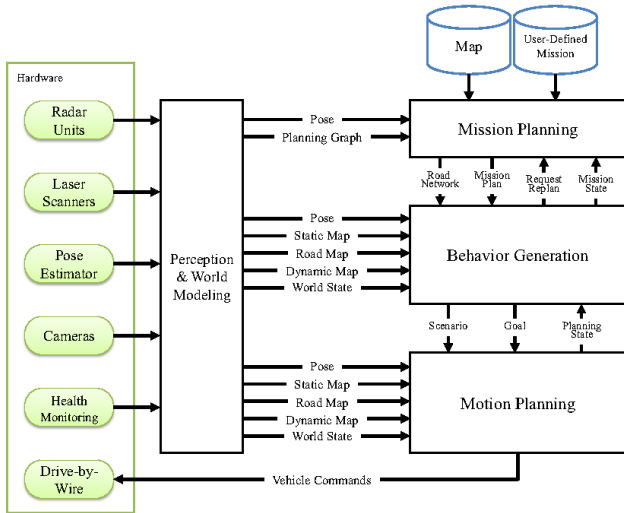 Map
User-Defined
Mission
Hardware
Radar
Units
Laser
Scanners
Pose
Estimator
Cameras
Health
Monitoring
Drive-by-
Wire
Perception
& World
Modeling
Pose
Planning Graph
Mission Planning
Road
Network
Mission
Plan
Request
Replan
Mission
State
Pose
Static Map
Road Map
Dynamic Map
World State
Behavior Generation
Scenario
Goal
Planning
State
Pose
Static Map
Road Map
Dynamic Map
World State
Motion Planning
Vehicle Commands